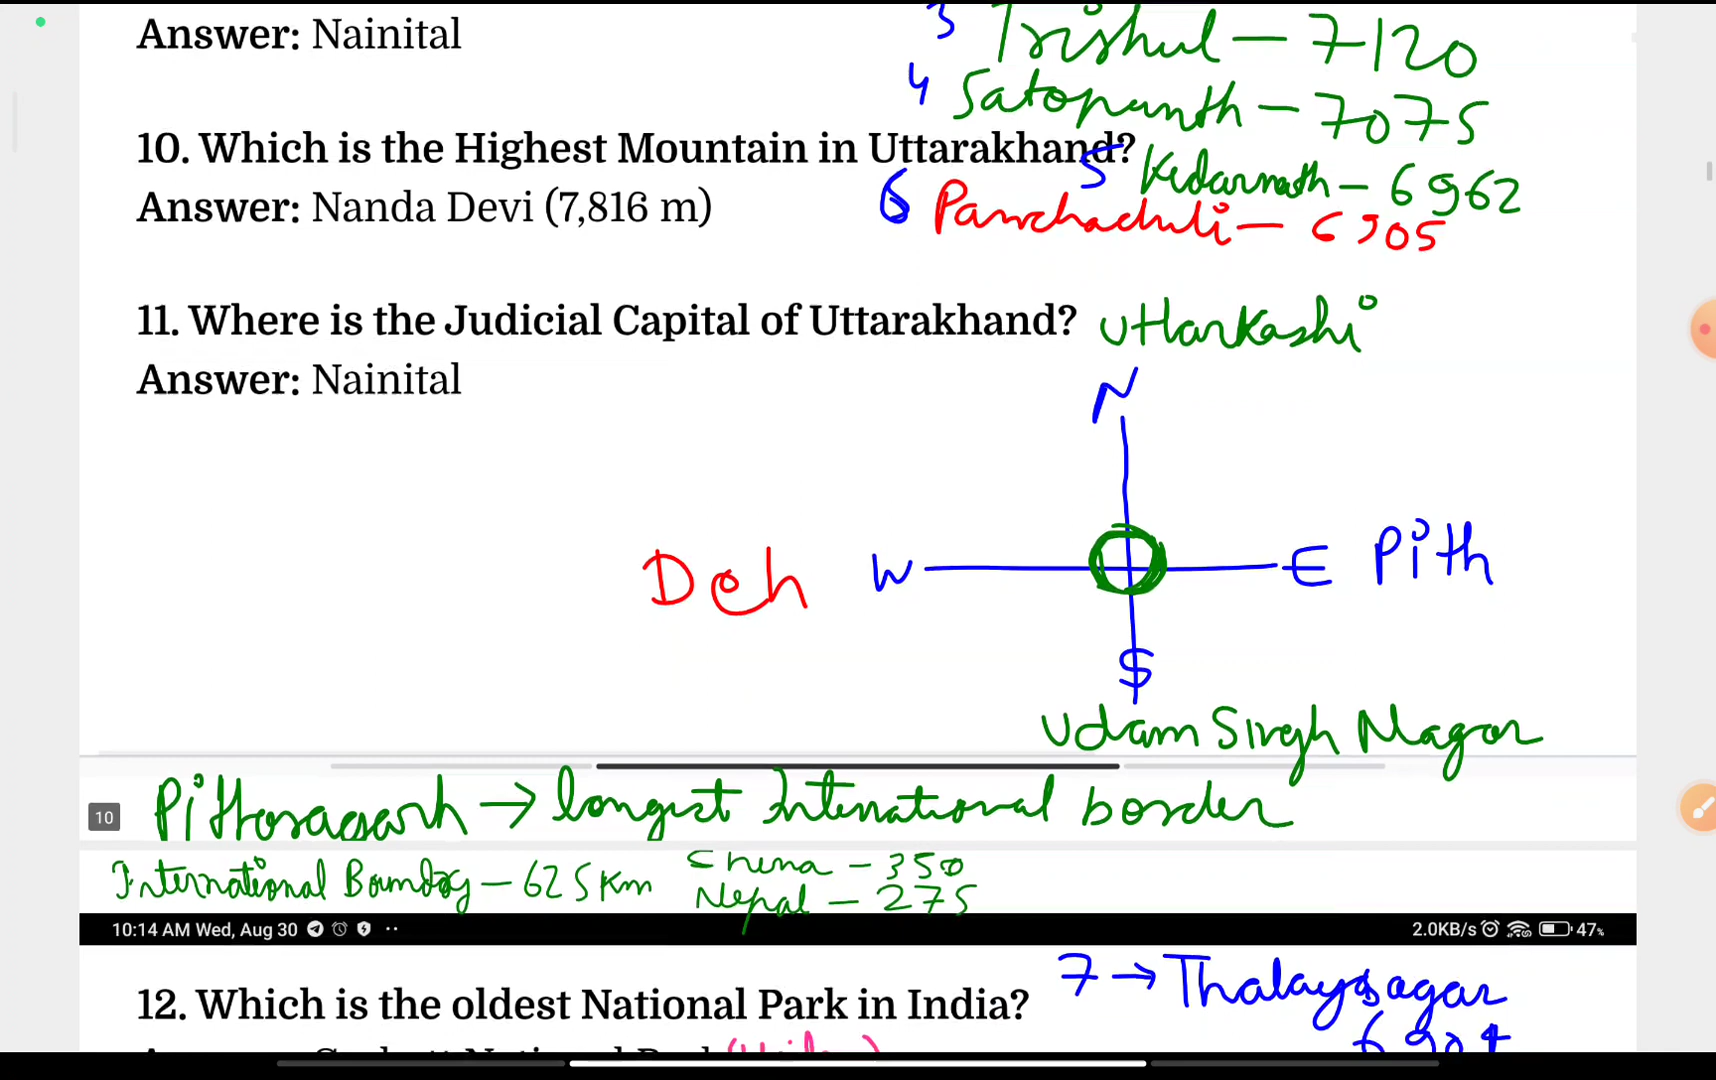 Answer: Nainital
3 Trishul – 7120
4 Satopanth – 7075
10. Which is the Highest Mountain in Uttarakhand?
5 Kedarnath – 6962
Answer: Nanda Devi (7,816 m)
6 Panchachuli – 6905
11. Where is the Judicial Capital of Uttarakhand?
Uttarkashi
Answer: Nainital
N
Deh W E Pith
S
Udam Singh Nagar
10
Pithoragarh → longest International border
International Boundry – 625 Km
China – 350
Nepal – 275
10:14 AM Wed, Aug 30
2.0KB/s 47%
7 → Thalaysagar
12. Which is the oldest National Park in India?
6904